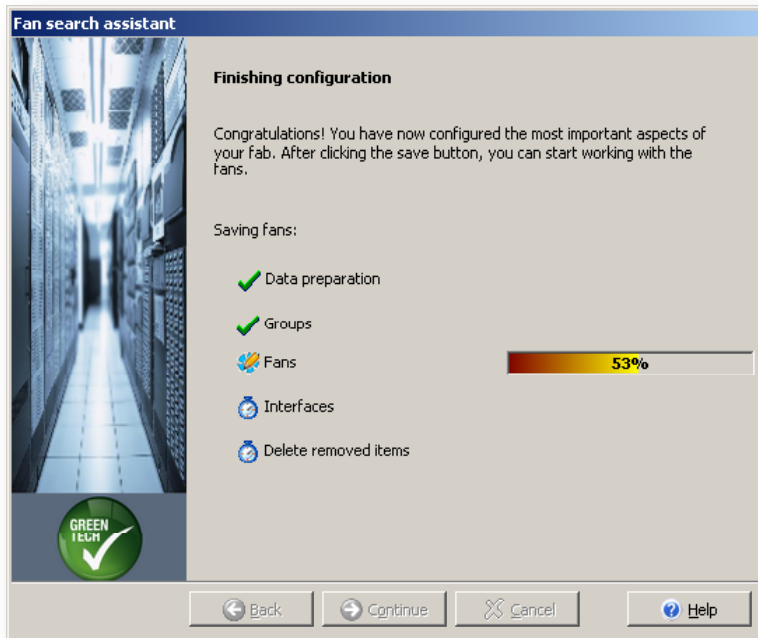 Fan search assistant
Finishing configuration
Congratulations! You have now configured the most important aspects of
your fab. After clicking the save button, you can start working with the
fans.
Saving fans:
Data preparation
Groups
Fans
53%
Interfaces
Delete removed items
GREEN
TECH
Back
Continue
Cancel
Help